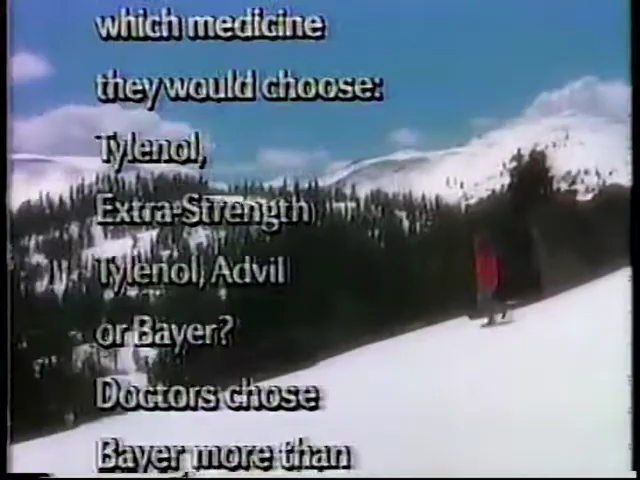 which medicine
they would choose:
Tylenol,
Extra-Strength
Tylenol, Advil
or Bayer?
Doctors chose
Bayer more than